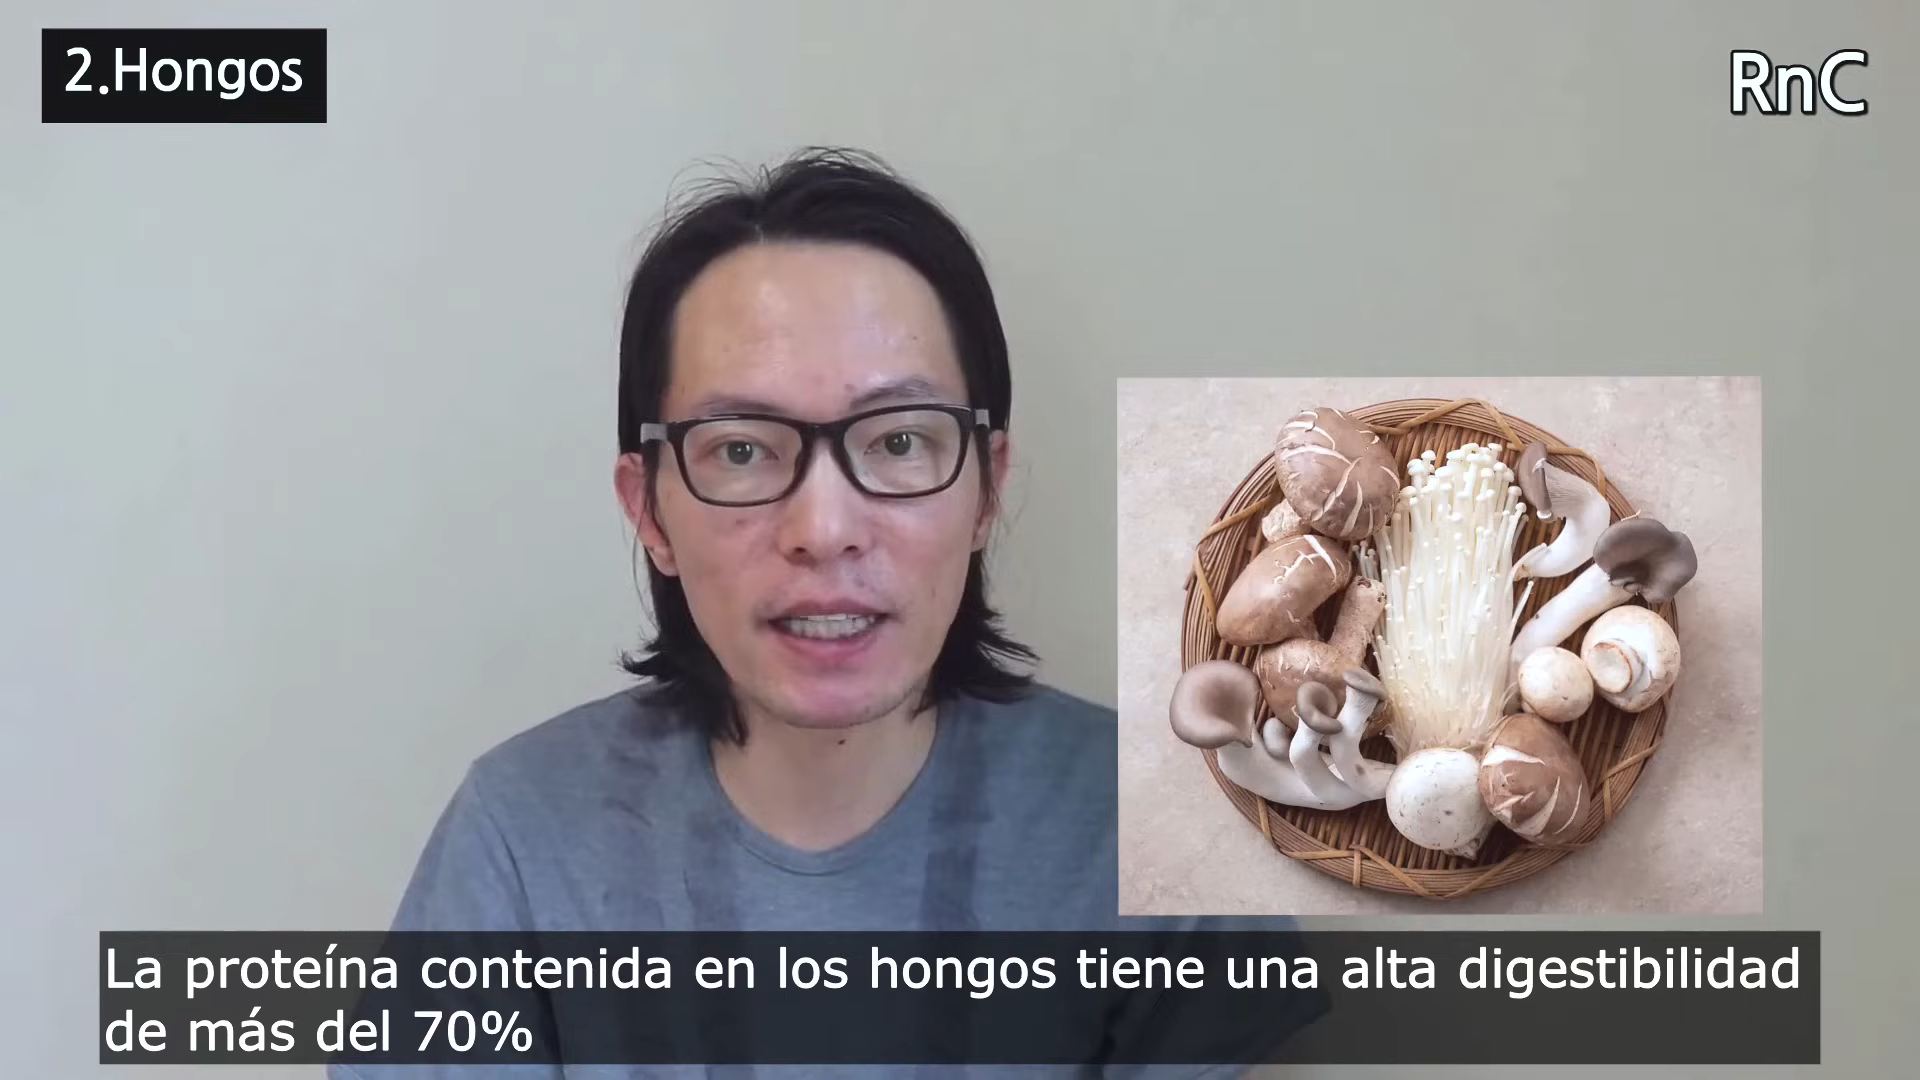 2.Hongos
RnC
La proteína contenida en los hongos tiene una alta digestibilidad
de más del 70%